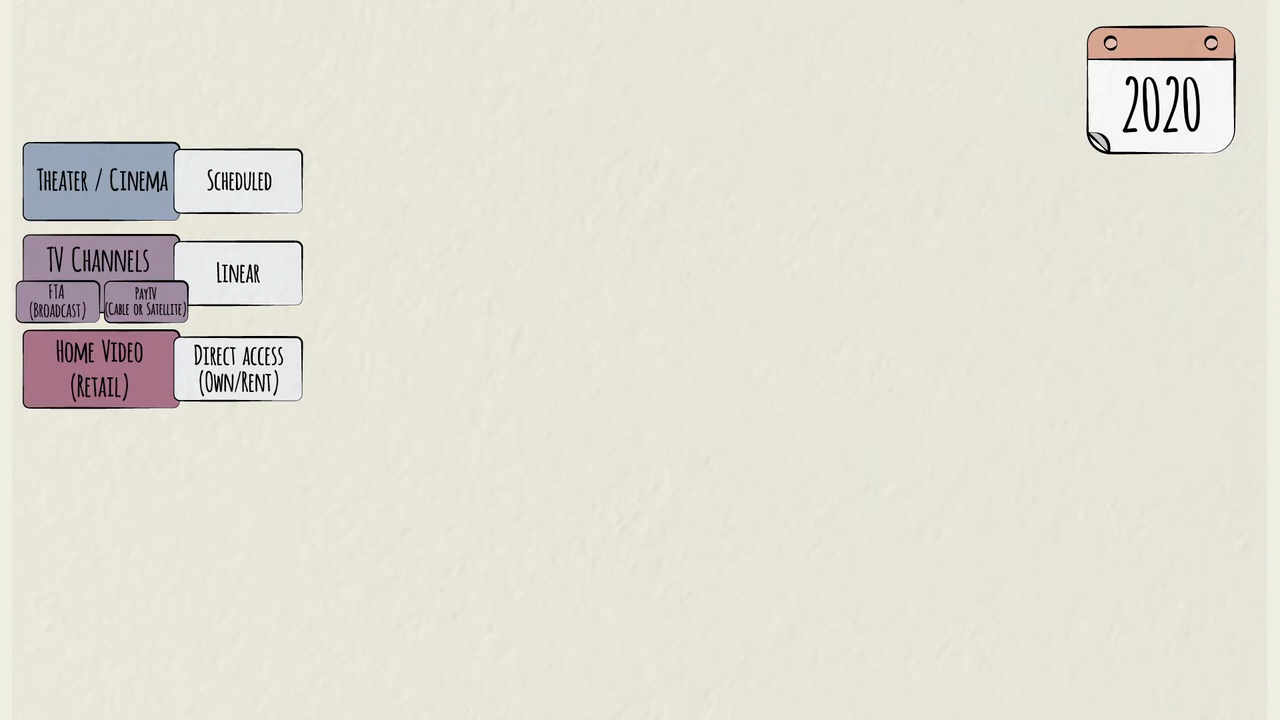 2020
Theater / Cinema
Scheduled
TV Channels
FTA
(Broadcast)
PayTV
(Cable or Satellite)
Linear
Home Video
(Retail)
Direct access
(Own/Rent)